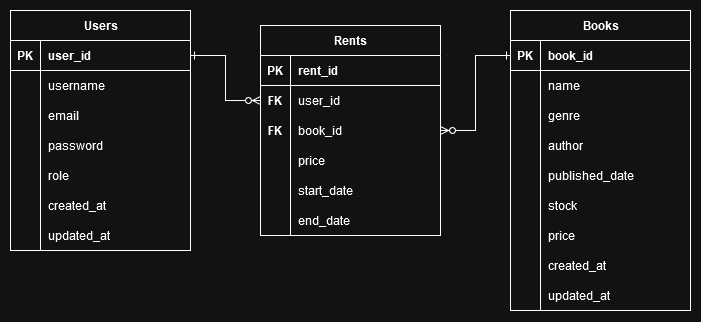 Users
PK user_id
username
email
password
role
created_at
updated_at
Rents
PK rent_id
FK user_id
FK book_id
price
start_date
end_date
Books
PK book_id
name
genre
author
published_date
stock
price
created_at
updated_at